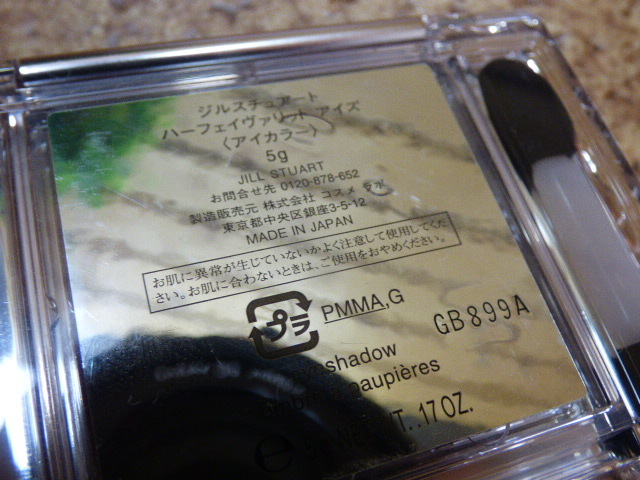 ジルスチュアート
ハーフェイヴァリット アイズ
〈アイカラー〉
5g
JILL STUART
お問合せ先 0120-878-652
製造販売元 株式会社 コスメ ラボ
東京都中央区銀座3-5-12
MADE IN JAPAN
お肌に異常が生じていないかよく注意して使用してくだ
さい。お肌に合わないときは、ご使用をおやめください。
プラ PMMA,G
GB899A
shadow
paupières
e NET WT. .17 OZ.